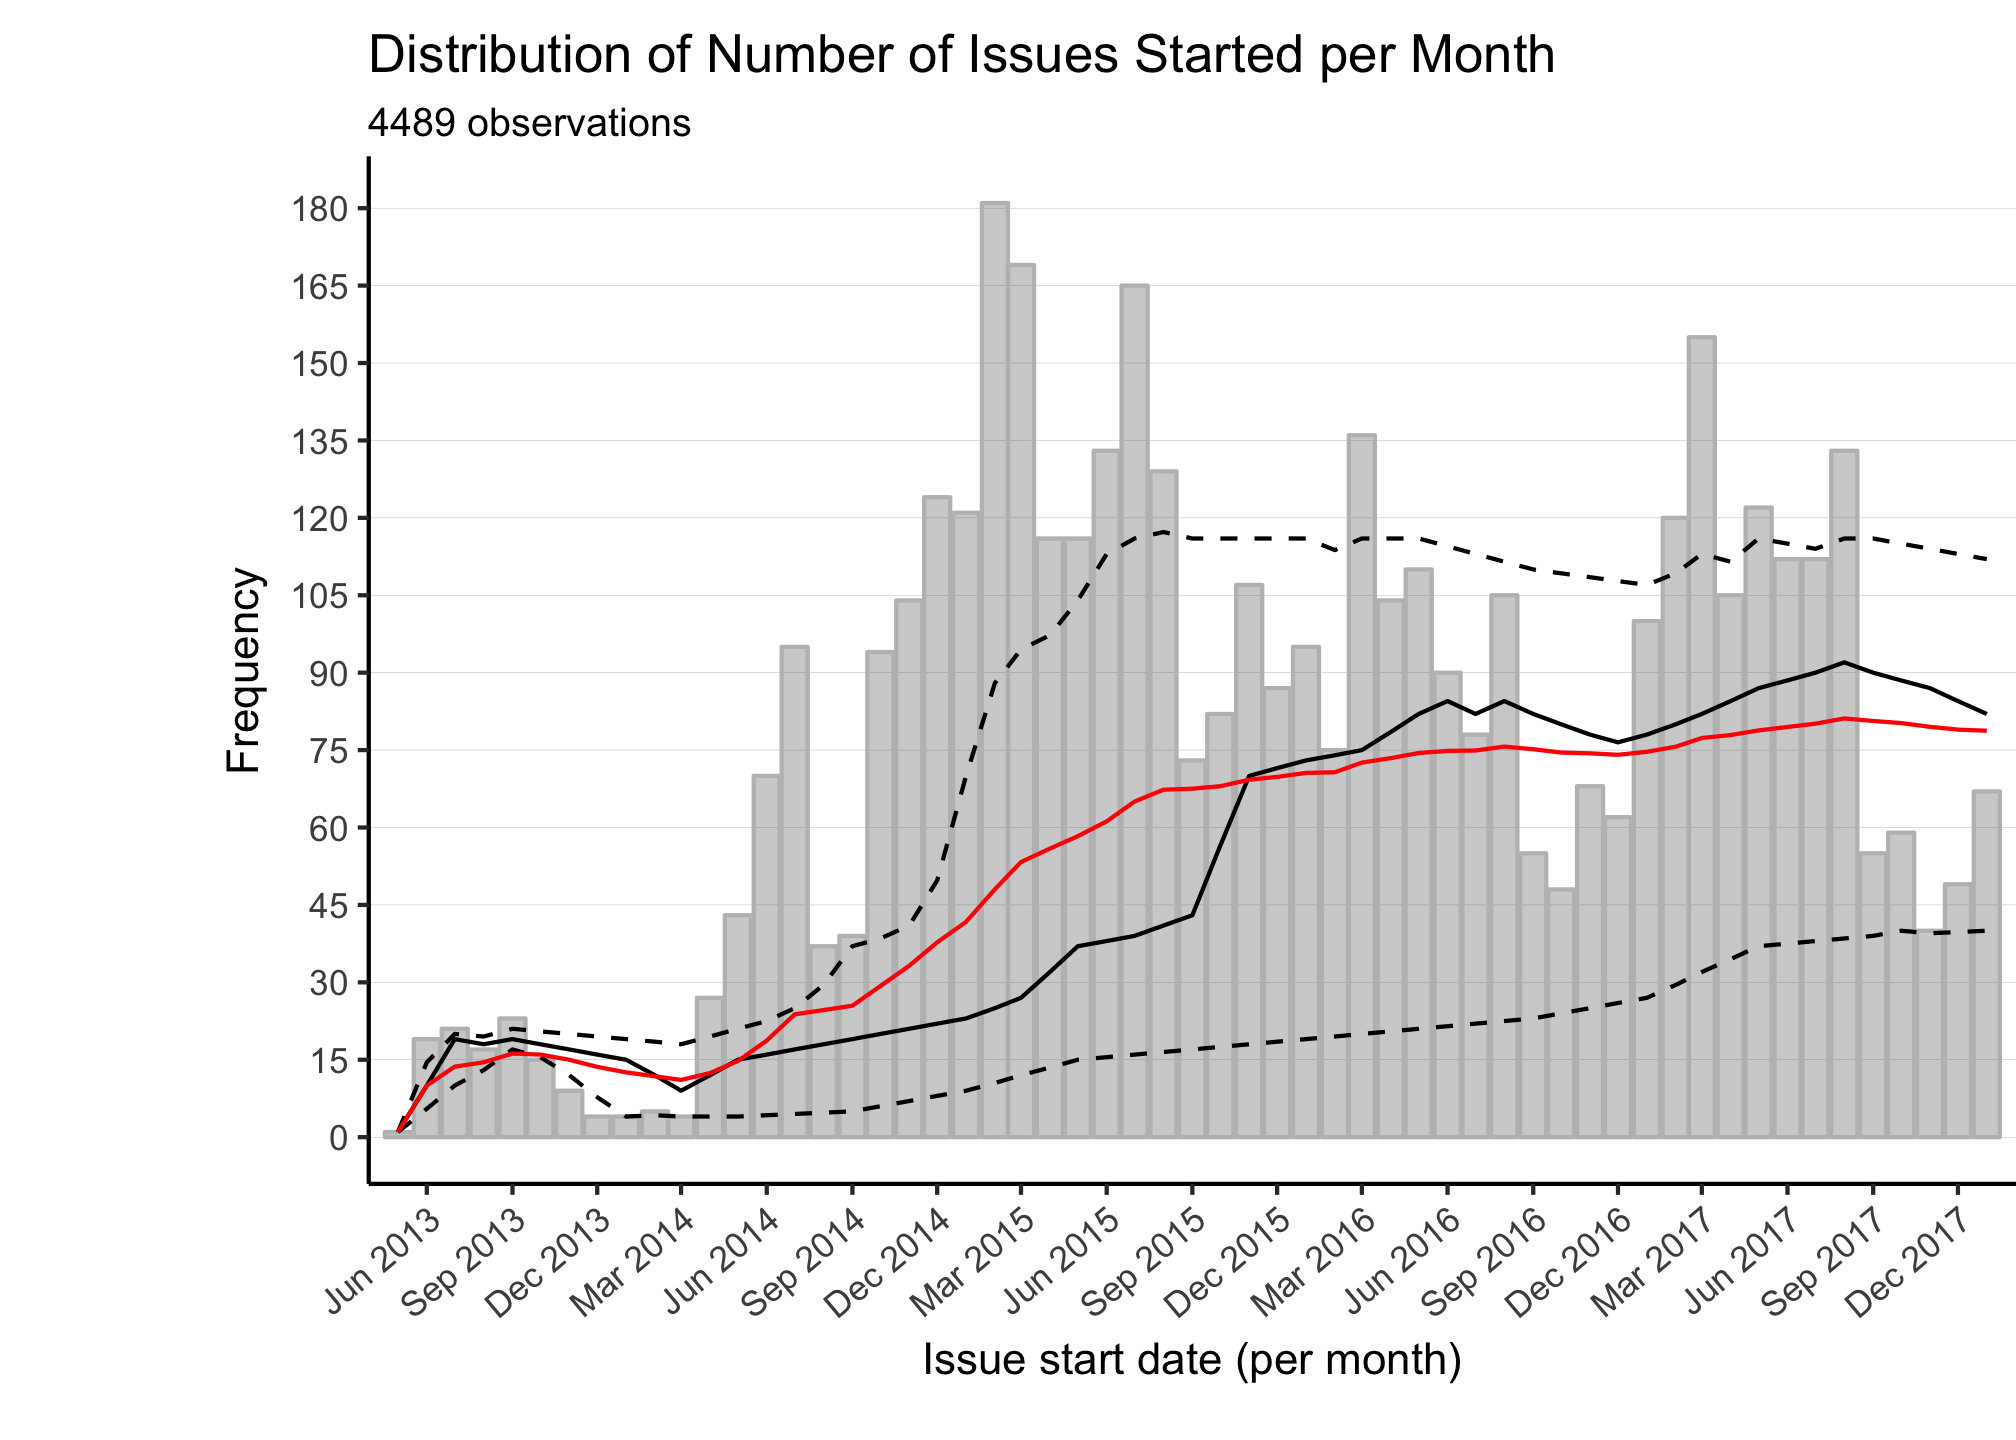 Distribution of Number of Issues Started per Month
4489 observations
180
165
150
135
120
105
90
75
60
45
30
15
0
Frequency
Jun 2013
Sep 2013
Dec 2013
Mar 2014
Jun 2014
Sep 2014
Dec 2014
Mar 2015
Jun 2015
Sep 2015
Dec 2015
Mar 2016
Jun 2016
Sep 2016
Dec 2016
Mar 2017
Jun 2017
Sep 2017
Dec 2017
Issue start date (per month)